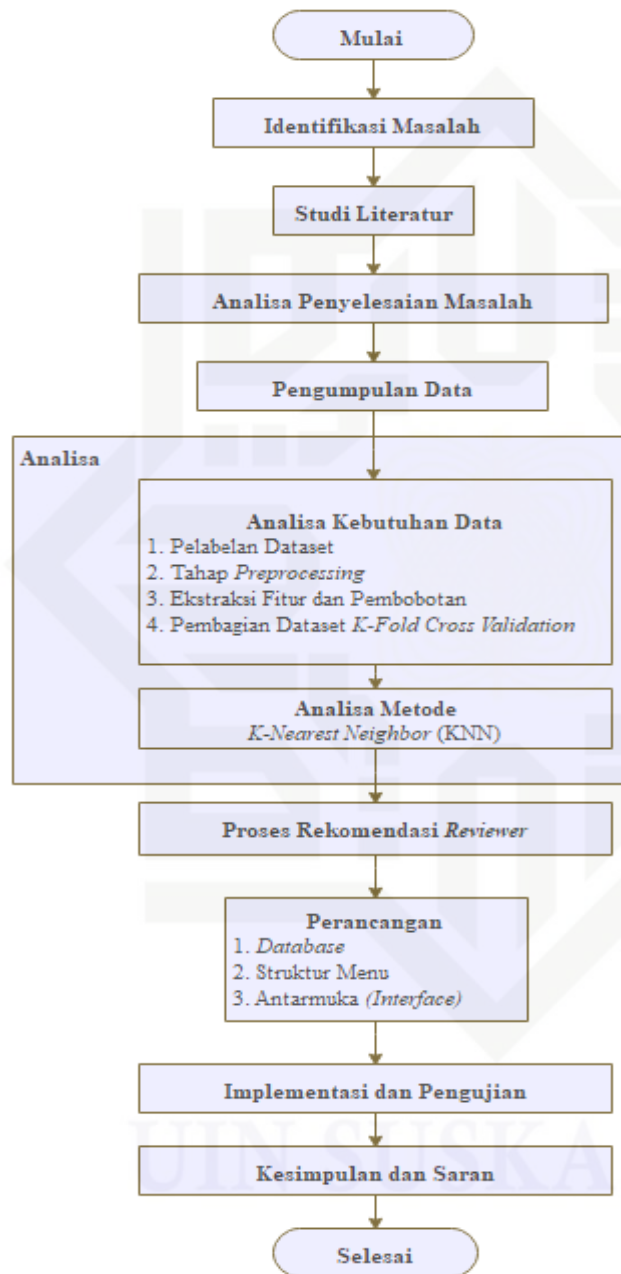 Mulai
Identifikasi Masalah
Studi Literatur
Analisa Penyelesaian Masalah
Pengumpulan Data
Analisa
Analisa Kebutuhan Data
1. Pelabelan Dataset
2. Tahap Preprocessing
3. Ekstraksi Fitur dan Pembobotan
4. Pembagian Dataset K-Fold Cross Validation
Analisa Metode
K-Nearest Neighbor (KNN)
Proses Rekomendasi Reviewer
Perancangan
1. Database
2. Struktur Menu
3. Antarmuka (Interface)
Implementasi dan Pengujian
UIN SUSKA
Kesimpulan dan Saran
Selesai